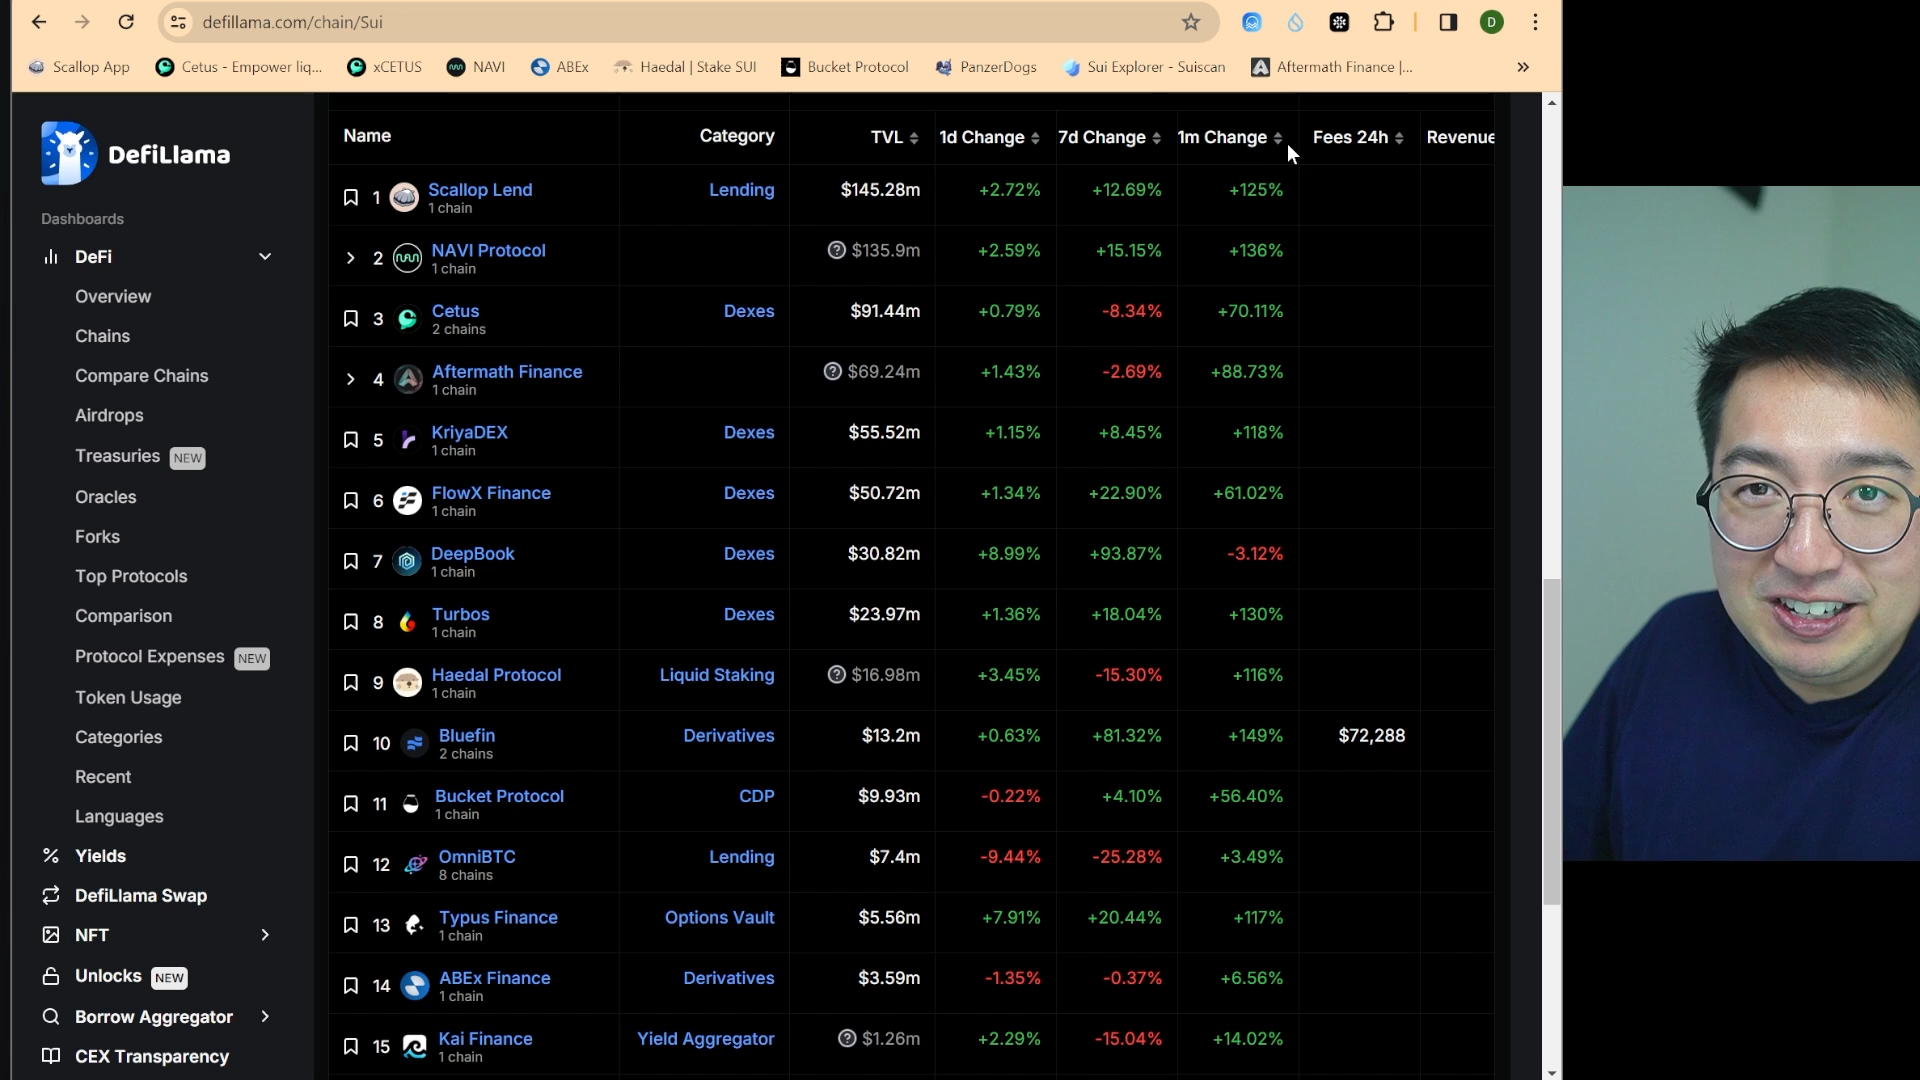 defillama.com/chain/Sui
D
Scallop App
Cetus - Empower liq...
xCETUS
NAVI
ABEx
Haedal | Stake SUI
Bucket Protocol
PanzerDogs
Sui Explorer - Suiscan
Aftermath Finance |...
DefiLlama
Dashboards
DeFi
Overview
Chains
Compare Chains
Airdrops
Treasuries NEW
Oracles
Forks
Top Protocols
Comparison
Protocol Expenses NEW
Token Usage
Categories
Recent
Languages
Yields
DefiLlama Swap
NFT
Unlocks NEW
Borrow Aggregator
CEX Transparency
Name Category TVL 1d Change 7d Change 1m Change Fees 24h Revenue
1 Scallop Lend Lending $145.28m +2.72% +12.69% +125%
1 chain
2 NAVI Protocol ? $135.9m +2.59% +15.15% +136%
1 chain
3 Cetus Dexes $91.44m +0.79% -8.34% +70.11%
2 chains
4 Aftermath Finance ? $69.24m +1.43% -2.69% +88.73%
1 chain
5 KriyaDEX Dexes $55.52m +1.15% +8.45% +118%
1 chain
6 FlowX Finance Dexes $50.72m +1.34% +22.90% +61.02%
1 chain
7 DeepBook Dexes $30.82m +8.99% +93.87% -3.12%
1 chain
8 Turbos Dexes $23.97m +1.36% +18.04% +130%
1 chain
9 Haedal Protocol Liquid Staking ? $16.98m +3.45% -15.30% +116%
1 chain
10 Bluefin Derivatives $13.2m +0.63% +81.32% +149% $72,288
2 chains
11 Bucket Protocol CDP $9.93m -0.22% +4.10% +56.40%
1 chain
12 OmniBTC Lending $7.4m -9.44% -25.28% +3.49%
8 chains
13 Typus Finance Options Vault $5.56m +7.91% +20.44% +117%
1 chain
14 ABEx Finance Derivatives $3.59m -1.35% -0.37% +6.56%
1 chain
15 Kai Finance Yield Aggregator ? $1.26m +2.29% -15.04% +14.02%
1 chain